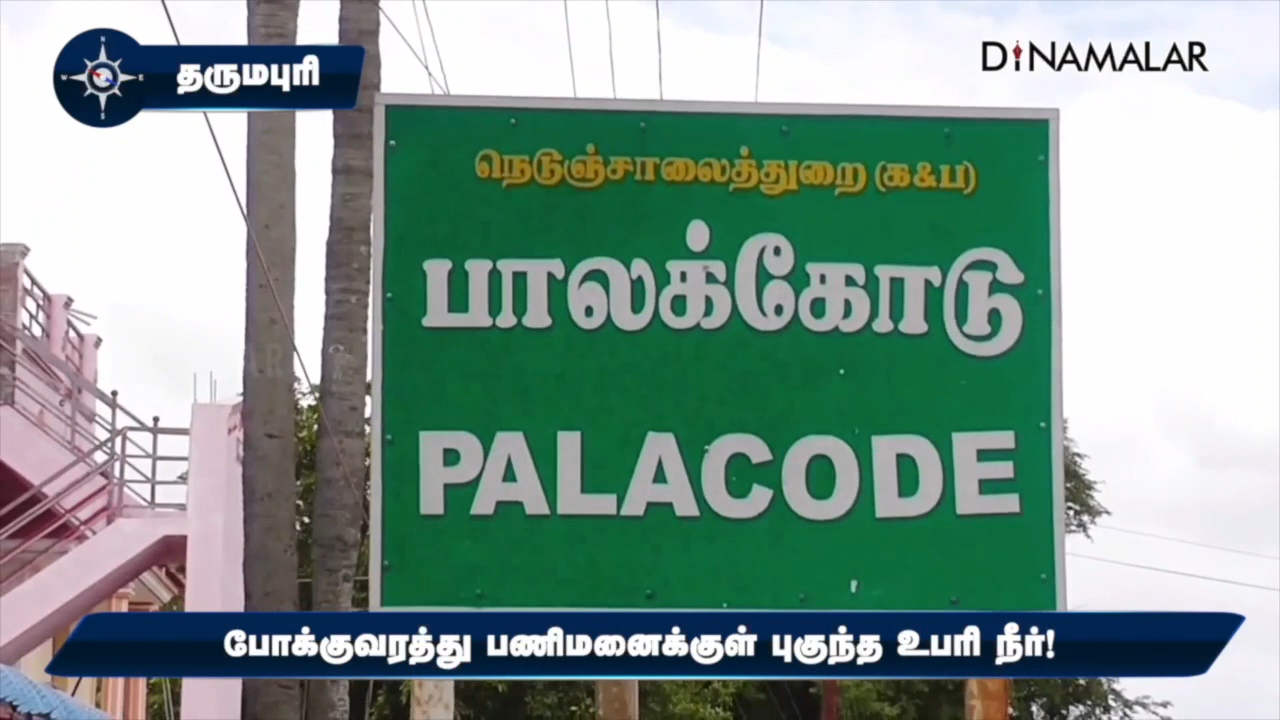 தருமபுரி
DINAMALAR
நெடுஞ்சாலைத்துறை (க&ப)
பாலக்கோடு
PALACODE
போக்குவரத்து பணிமனைக்குள் புகுந்த உபரி நீர்!